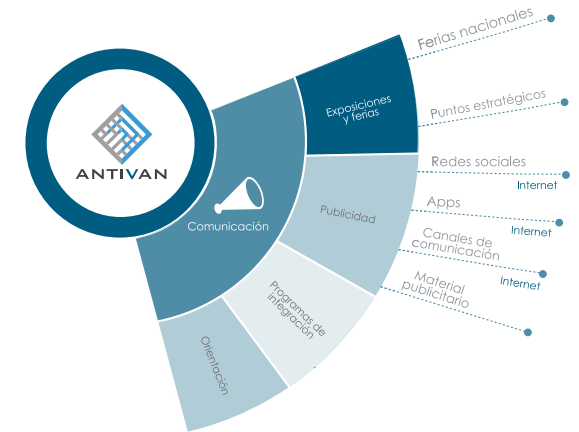 ANTIVAN
Comunicación
Exposiciones
y ferias
Publicidad
Programas de
integración
Orientación
Ferias nacionales
Puntos estratégicos
Redes sociales
Internet
Apps
Internet
Canales de
comunicación
Internet
Material
publicitario